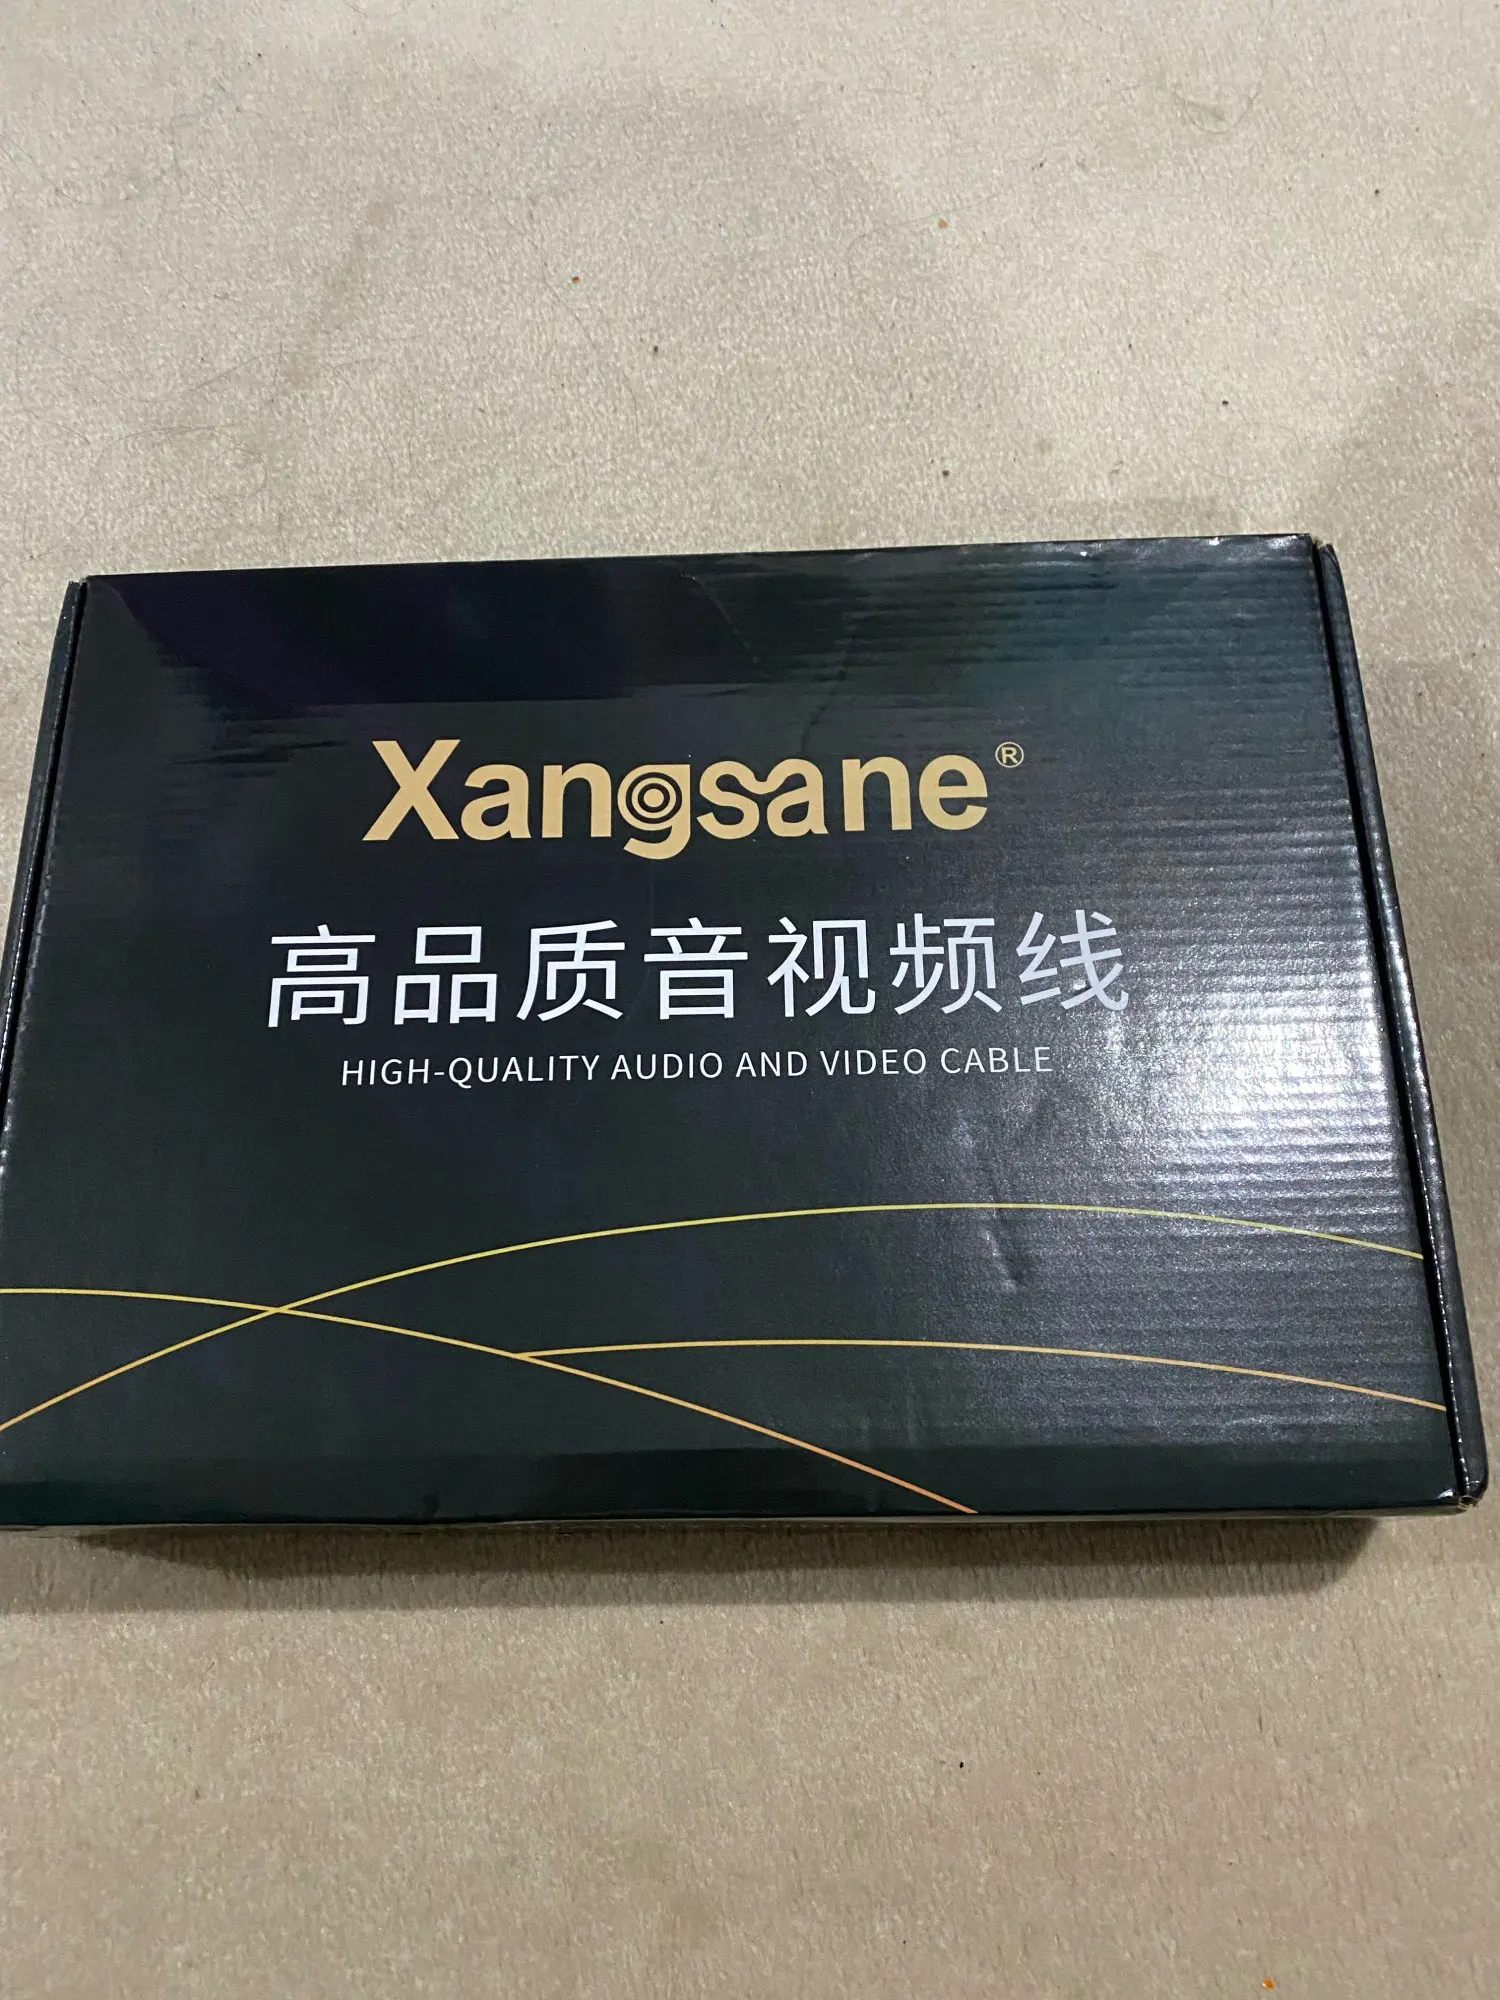 Xangsane®
高品质音视频线
HIGH-QUALITY AUDIO AND VIDEO CABLE